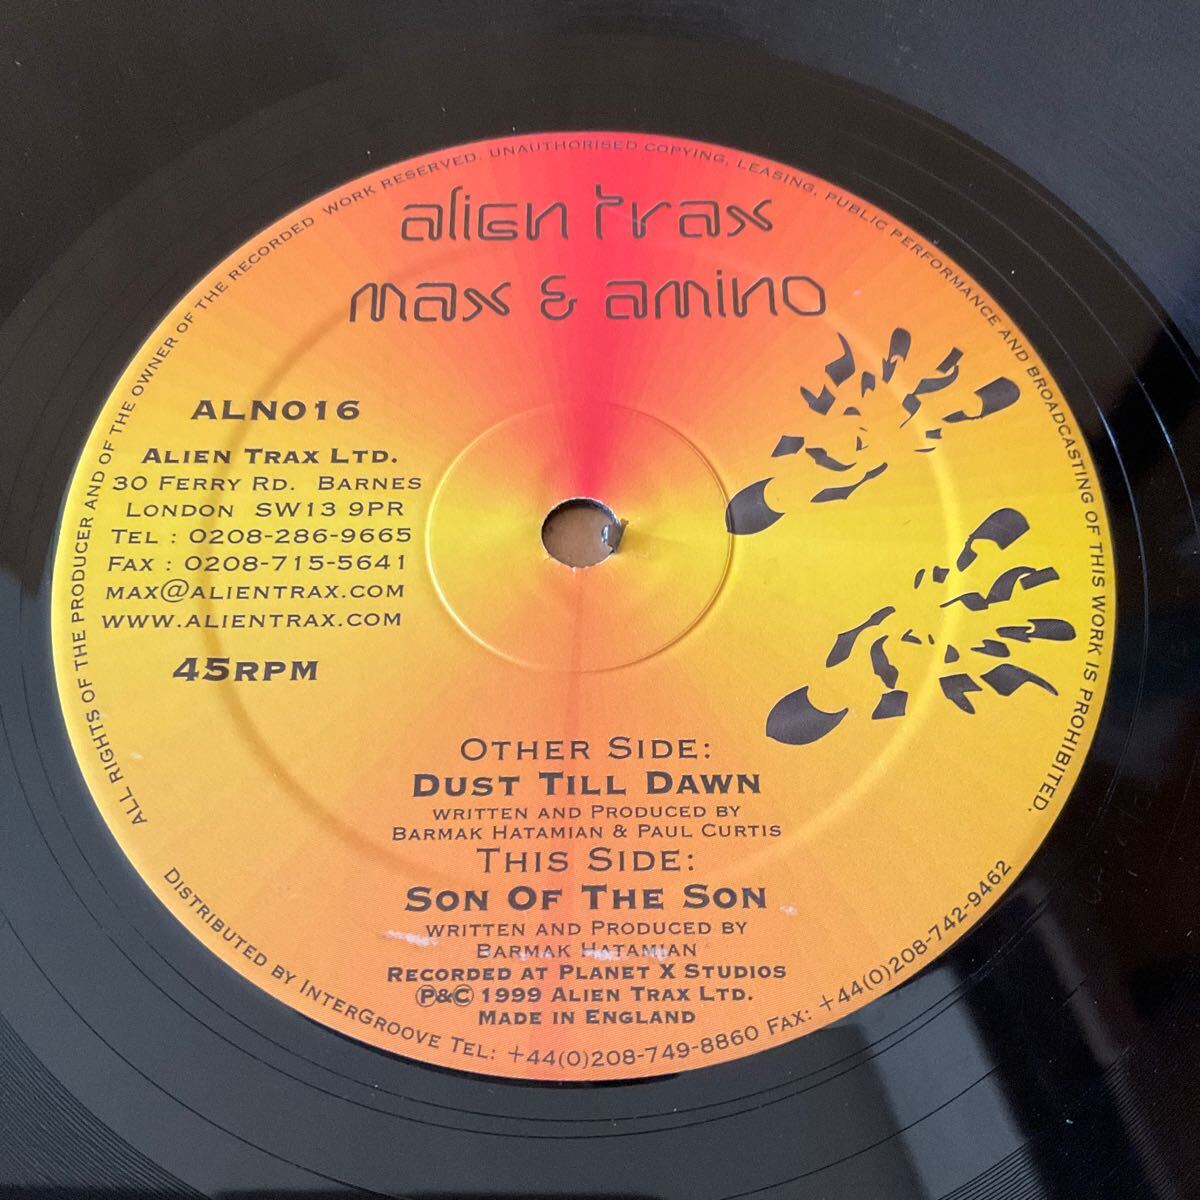 alien trax
max & amino
ALN016
ALIEN TRAX LTD.
30 FERRY RD. BARNES
LONDON SW13 9PR
TEL : 0208-286-9665
FAX : 0208-715-5641
MAX@ALIENTRAX.COM
WWW.ALIENTRAX.COM
45RPM
OTHER SIDE:
DUST TILL DAWN
WRITTEN AND PRODUCED BY
BARMAK HATAMIAN & PAUL CURTIS
THIS SIDE:
SON OF THE SON
WRITTEN AND PRODUCED BY
BARMAK HATAMIAN
RECORDED AT PLANET X STUDIOS
℗&© 1999 ALIEN TRAX LTD.
MADE IN ENGLAND
ALL RIGHTS OF THE PRODUCER AND OF THE OWNER OF THE RECORDED WORK RESERVED. UNAUTHORISED COPYING, LEASING, PUBLIC PERFORMANCE AND BROADCASTING OF THIS WORK IS PROHIBITED.
DISTRIBUTED BY INTERGROOVE TEL: +44(0)208-749-8860 FAX: +44(0)208-742-9462